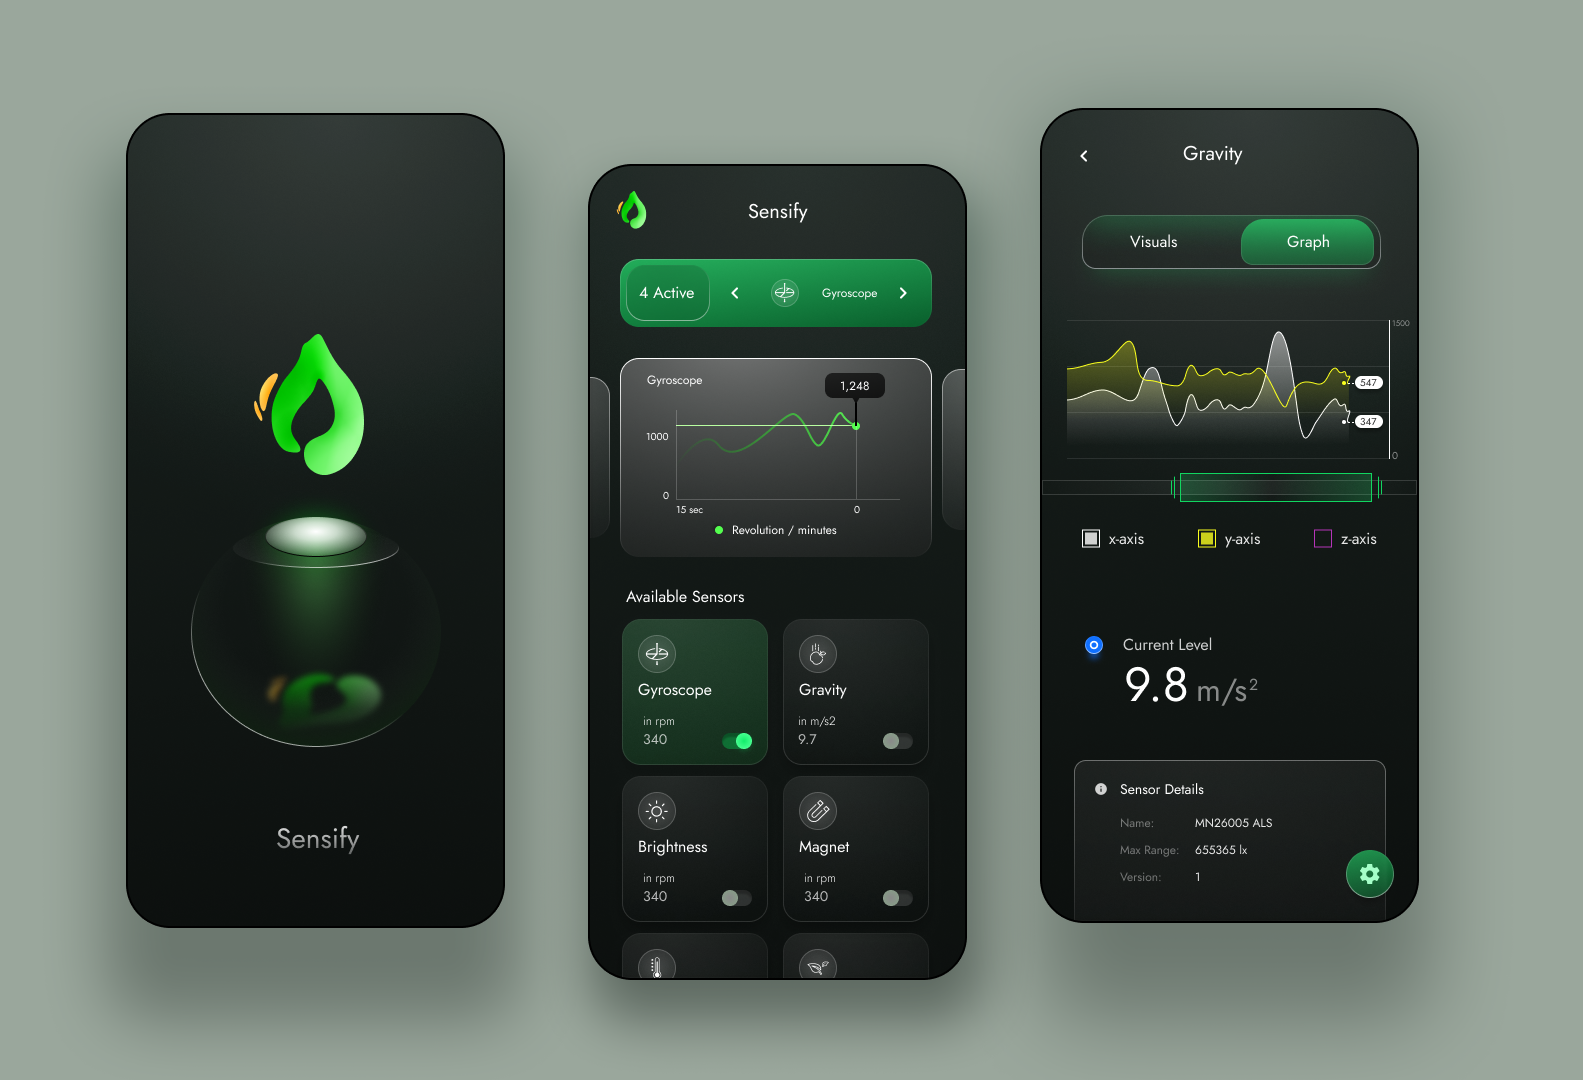 Sensify
Sensify
4 Active
Gyroscope
Gyroscope
1,248
1000
0
15 sec
0
Revolution / minutes
Available Sensors
Gyroscope
in rpm
340
Gravity
in m/s2
9.7
Brightness
in rpm
340
Magnet
in rpm
340
Gravity
Visuals
Graph
1500
547
347
0
x-axis
y-axis
z-axis
Current Level
9.8 m/s²
Sensor Details
Name: MN26005 ALS
Max Range: 655365 lx
Version: 1